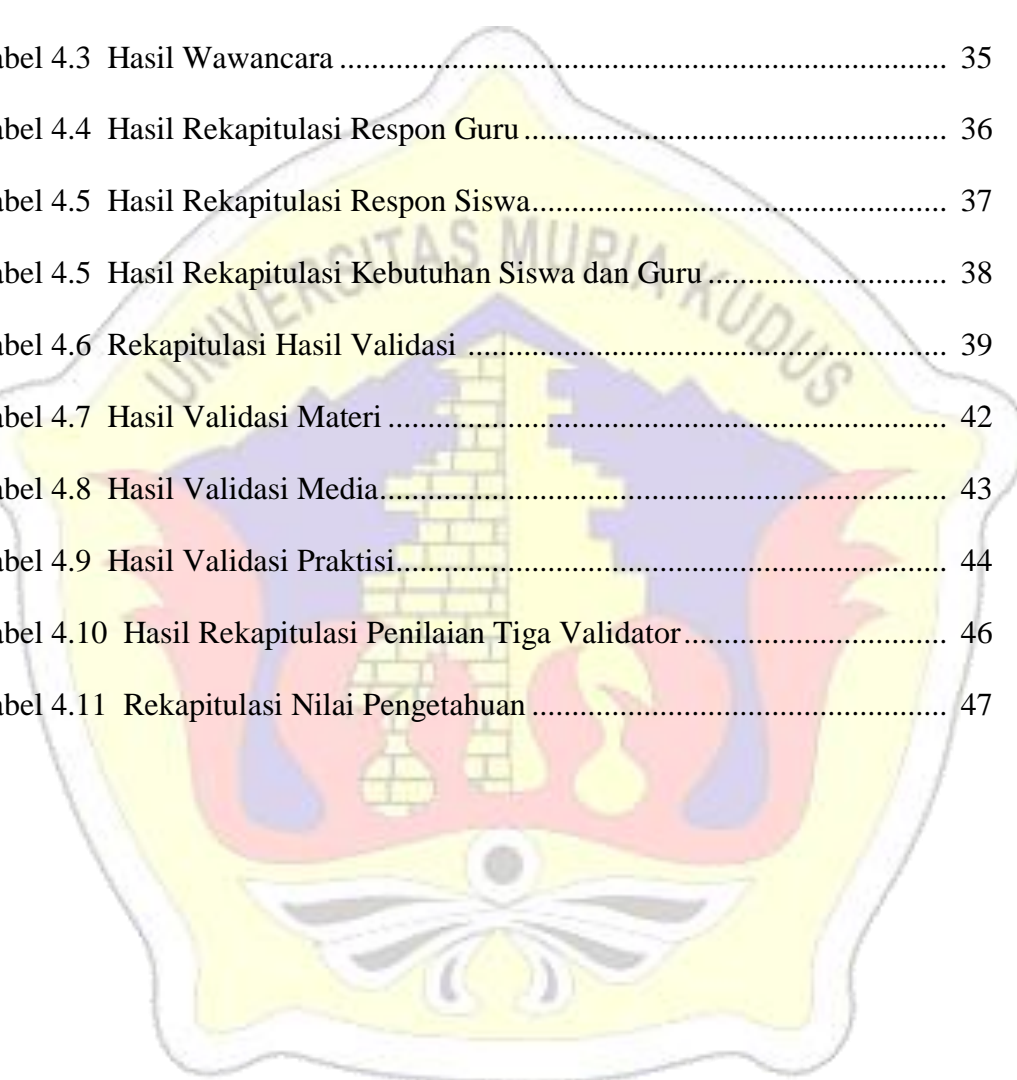 abel 4.3 Hasil Wawancara ........................................................................... 35
abel 4.4 Hasil Rekapitulasi Respon Guru .................................................... 36
abel 4.5 Hasil Rekapitulasi Respon Siswa................................................... 37
abel 4.5 Hasil Rekapitulasi Kebutuhan Siswa dan Guru ............................. 38
abel 4.6 Rekapitulasi Hasil Validasi ........................................................... 39
abel 4.7 Hasil Validasi Materi ..................................................................... 42
abel 4.8 Hasil Validasi Media...................................................................... 43
abel 4.9 Hasil Validasi Praktisi.................................................................... 44
abel 4.10 Hasil Rekapitulasi Penilaian Tiga Validator................................ 46
abel 4.11 Rekapitulasi Nilai Pengetahuan ................................................... 47
UNIVERSITAS MURIA KUDUS